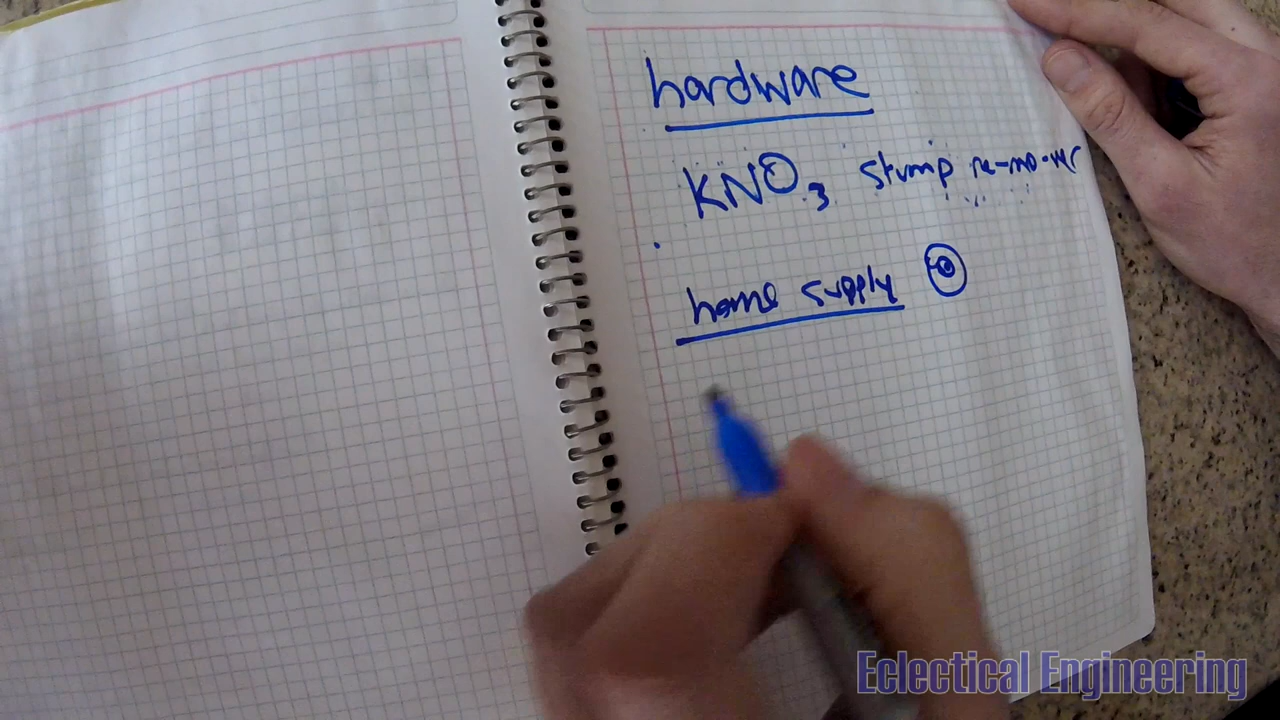 hardware
KNO3 stump re-mo-ver
home supply
Eclectical Engineering